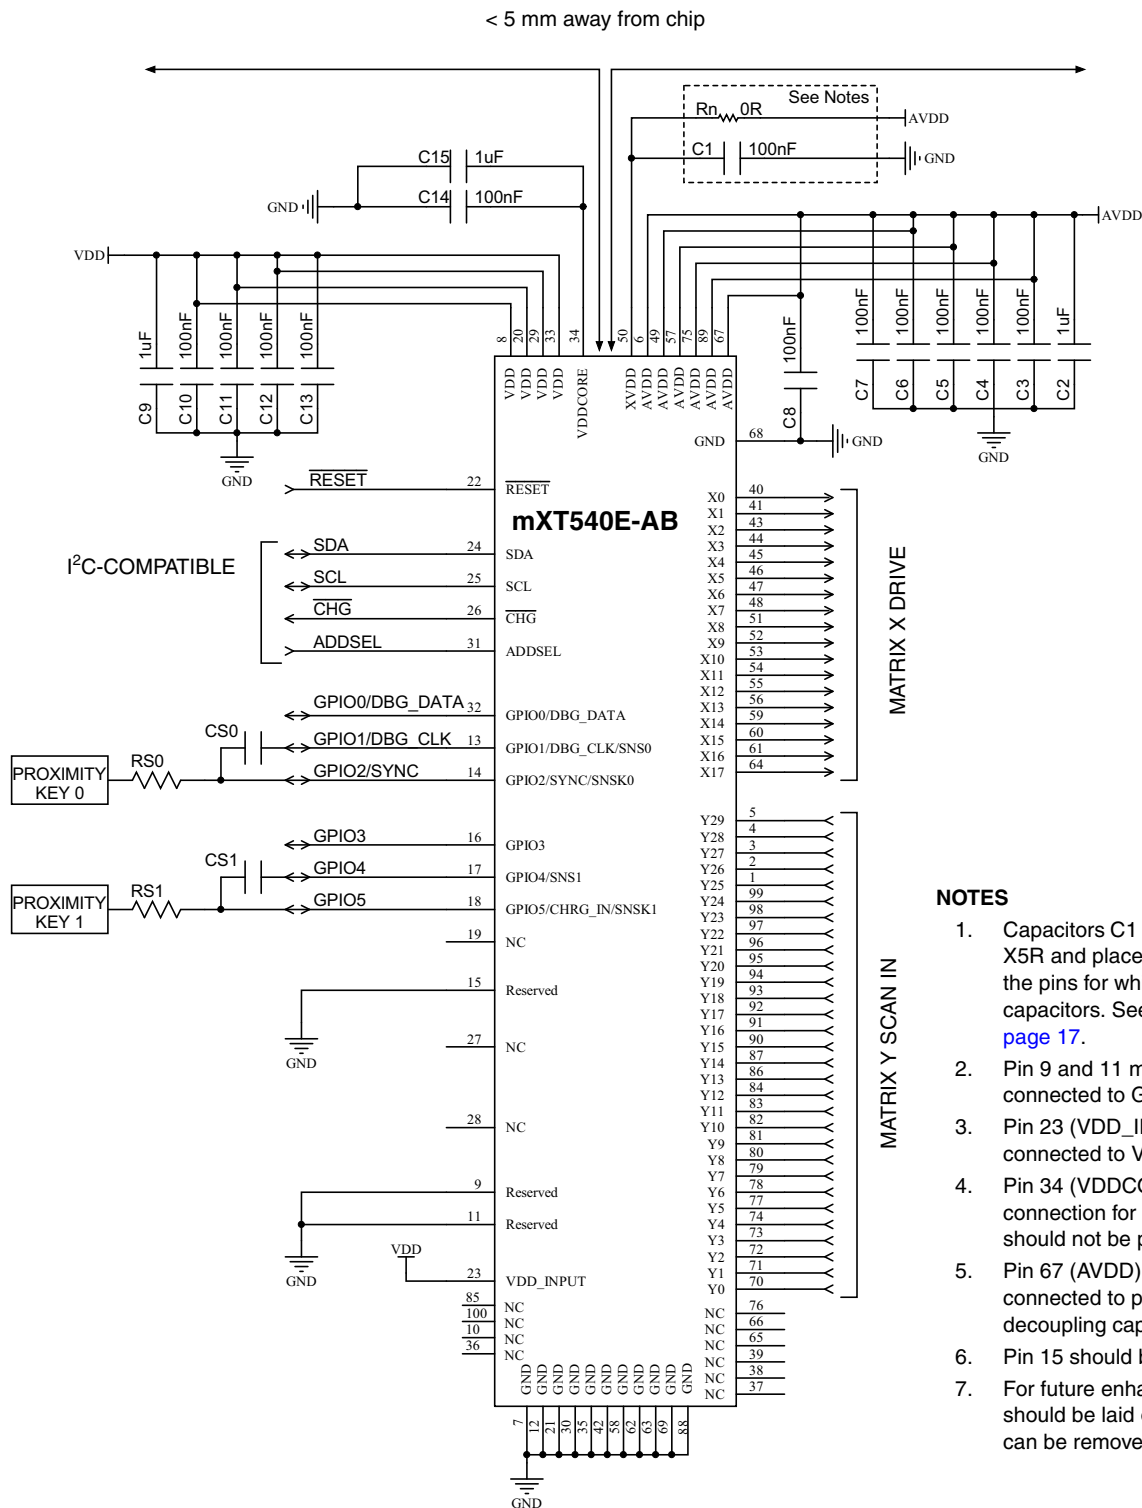 < 5 mm away from chip
See Notes
Rn 0R
AVDD
C1 100nF
GND
C15 1uF
C14 100nF
GND
AVDD
VDD
1uF 100nF 100nF 100nF 100nF
C9 C10 C11 C12 C13
GND
8 20 29 33 34 50 6 49 57 75 89 67
VDD VDD VDD VDD VDDCORE XVDD AVDD AVDD AVDD AVDD AVDD AVDD
100nF
C8
100nF 100nF 100nF 100nF 100nF 1uF
C7 C6 C5 C4 C3 C2
GND
GND 68 GND
mXT540E-AB
RESET 22 RESET
I²C-COMPATIBLE
SDA 24 SDA
SCL 25 SCL
CHG 26 CHG
ADDSEL 31 ADDSEL
GPIO0/DBG_DATA 32 GPIO0/DBG_DATA
CS0 GPIO1/DBG_CLK 13 GPIO1/DBG_CLK/SNS0
PROXIMITY KEY 0
RS0 GPIO2/SYNC 14 GPIO2/SYNC/SNSK0
GPIO3 16 GPIO3
CS1 GPIO4 17 GPIO4/SNS1
PROXIMITY KEY 1
RS1 GPIO5 18 GPIO5/CHRG_IN/SNSK1
19 NC
15 Reserved
GND
27 NC
28 NC
9 Reserved
11 Reserved
GND
VDD
23 VDD_INPUT
85 NC
100 NC
10 NC
36 NC
X0 40
X1 41
X2 43
X3 44
X4 45
X5 46
X6 47
X7 48
X8 51
X9 52
X10 53
X11 54
X12 55
X13 56
X14 59
X15 60
X16 61
X17 64
MATRIX X DRIVE
Y29 5
Y28 4
Y27 3
Y26 2
Y25 1
Y24 99
Y23 98
Y22 97
Y21 96
Y20 95
Y19 94
Y18 93
Y17 92
Y16 91
Y15 90
Y14 87
Y13 86
Y12 84
Y11 83
Y10 82
Y9 81
Y8 80
Y7 79
Y6 78
Y5 77
Y4 74
Y3 73
Y2 72
Y1 71
Y0 70
MATRIX Y SCAN IN
NC 76
NC 66
NC 65
NC 39
NC 38
NC 37
GND GND GND GND GND GND GND GND GND GND GND
7 12 21 30 35 42 58 62 63 69 88
GND
NOTES
1. Capacitors C1
X5R and place
the pins for wh
capacitors. See
page 17.
2. Pin 9 and 11 m
connected to G
3. Pin 23 (VDD_I
connected to V
4. Pin 34 (VDDCO
connection for
should not be p
5. Pin 67 (AVDD)
connected to p
decoupling cap
6. Pin 15 should b
7. For future enha
should be laid
can be remove